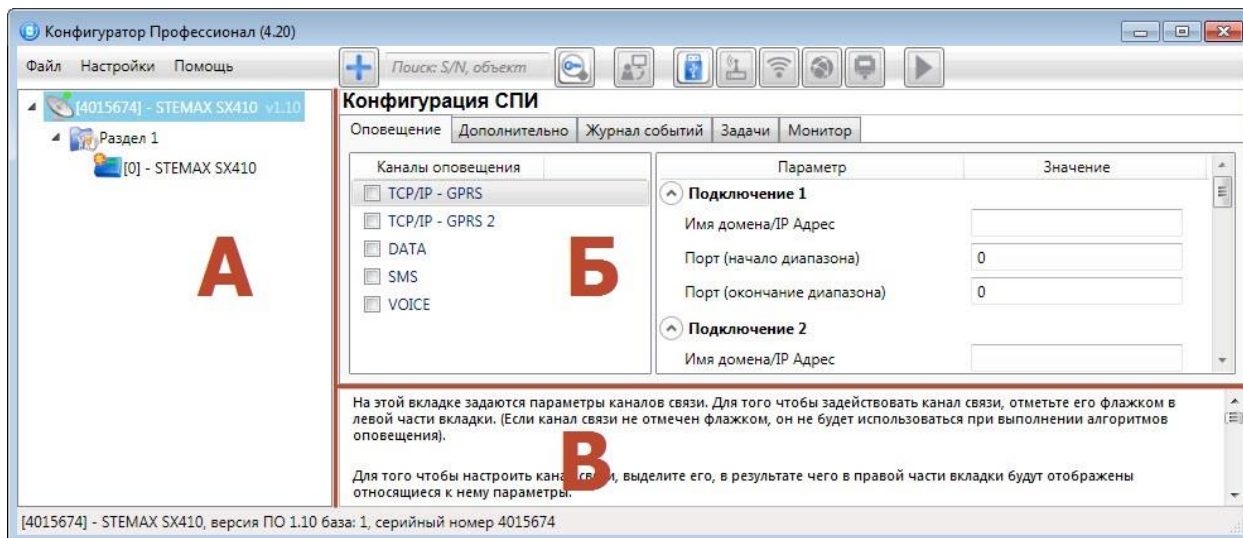 Конфигуратор Профессионал (4.20)
Файл Настройки Помощь
Поиск: S/N, объект
[4015674] - STEMAX SX410 v1.10
Раздел 1
[0] - STEMAX SX410
А
Конфигурация СПИ
Оповещение Дополнительно Журнал событий Задачи Монитор
Каналы оповещения
TCP/IP - GPRS
TCP/IP - GPRS 2
DATA
SMS
VOICE
Б
Параметр Значение
Подключение 1
Имя домена/IP Адрес
Порт (начало диапазона) 0
Порт (окончание диапазона) 0
Подключение 2
Имя домена/IP Адрес
На этой вкладке задаются параметры каналов связи. Для того чтобы задействовать канал связи, отметьте его флажком в
левой части вкладки. (Если канал связи не отмечен флажком, он не будет использоваться при выполнении алгоритмов
оповещения).
Для того чтобы настроить канал связи, выделите его, в результате чего в правой части вкладки будут отображены
относящиеся к нему параметры.
В
[4015674] - STEMAX SX410, версия ПО 1.10 база: 1, серийный номер 4015674